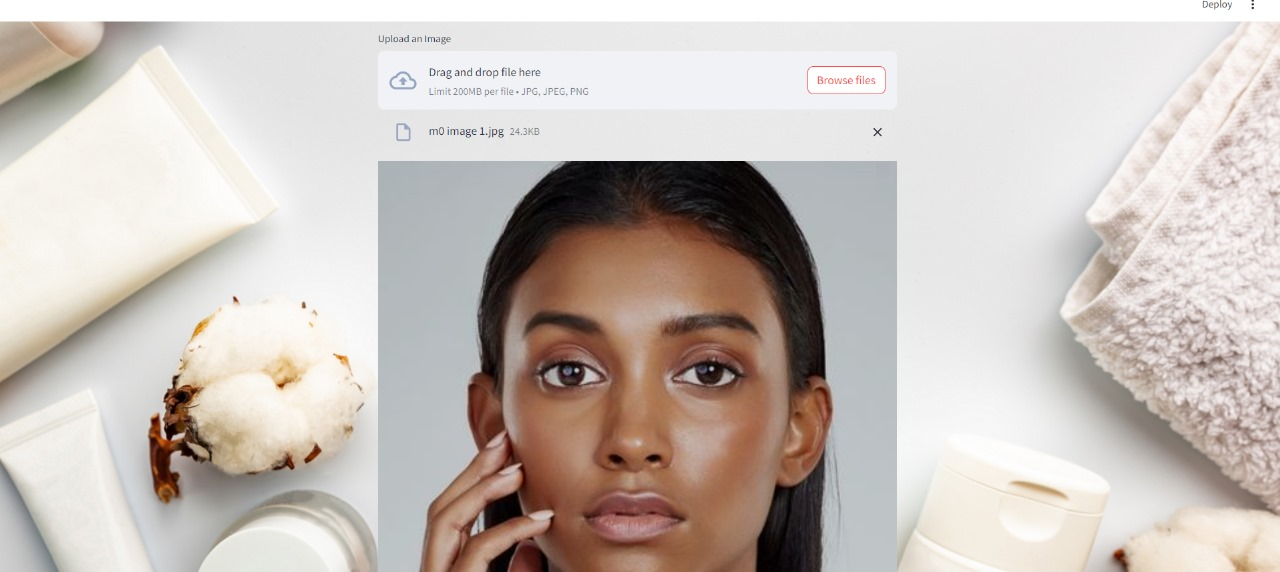 Deploy
Upload an Image
Drag and drop file here
Limit 200MB per file • JPG, JPEG, PNG
Browse files
m0 image 1.jpg 24.3KB